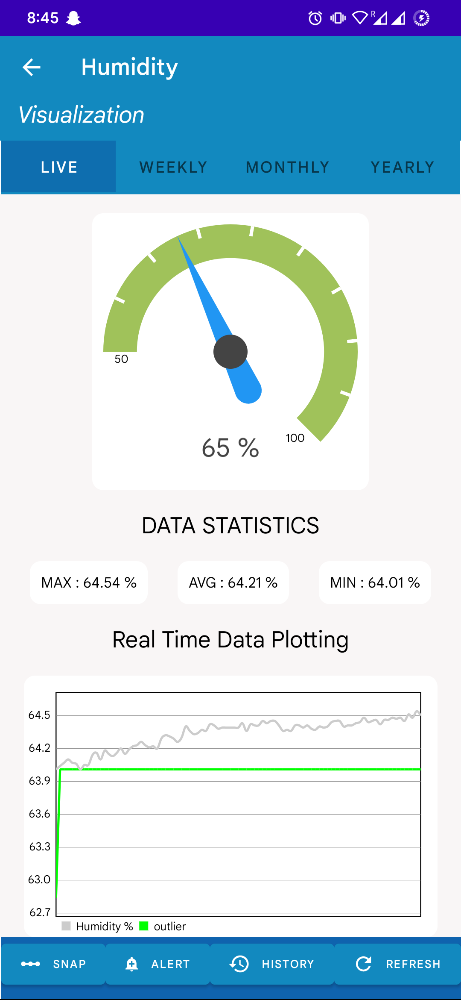 8:45
R
Humidity
Visualization
LIVE WEEKLY MONTHLY YEARLY
50
100
65 %
DATA STATISTICS
MAX : 64.54 % AVG : 64.21 % MIN : 64.01 %
Real Time Data Plotting
64.5
64.2
63.9
63.6
63.3
63.0
62.7
Humidity % outlier
SNAP ALERT HISTORY REFRESH